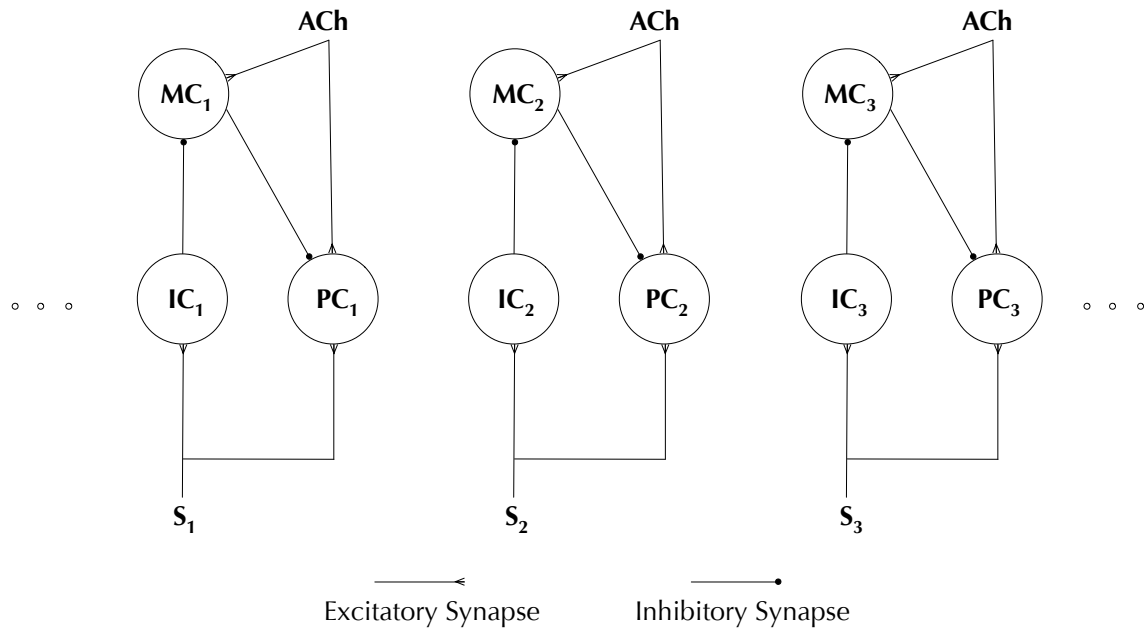 ACh ACh ACh
MC₁ MC₂ MC₃
IC₁ PC₁ IC₂ PC₂ IC₃ PC₃
S₁ S₂ S₃
Excitatory Synapse Inhibitory Synapse